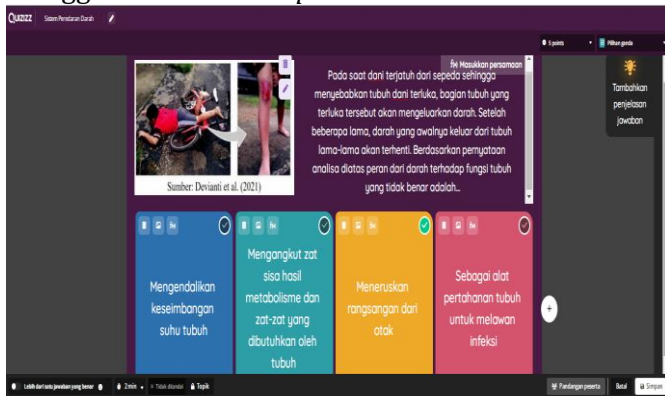 Quizizz Sistem Peredaran Darah
5 points Pilihan ganda
fx Masukkan persamaan
Tambahkan
penjelasan
jawaban
Pada saat dani terjatuh dari sepeda sehingga
menyebabkan tubuh dani terluka, bagian tubuh yang
terluka tersebut akan mengeluarkan darah. Setelah
beberapa lama, darah yang awalnya keluar dari tubuh
lama-lama akan terhenti. Berdasarkan pernyataan
analisa diatas peran dari darah terhadap fungsi tubuh
yang tidak benar adalah...
Sumber: Devianti et al. (2021)
Mengendalikan
keseimbangan
suhu tubuh
Mengangkut zat
sisa hasil
metabolisme dan
zat-zat yang
dibutuhkan oleh
tubuh
Meneruskan
rangsangan dari
otak
Sebagai alat
pertahanan tubuh
untuk melawan
infeksi
Lebih dari satu jawaban yang benar 2 min Tidak ditandai Topik Pandangan peserta Batal Simpan